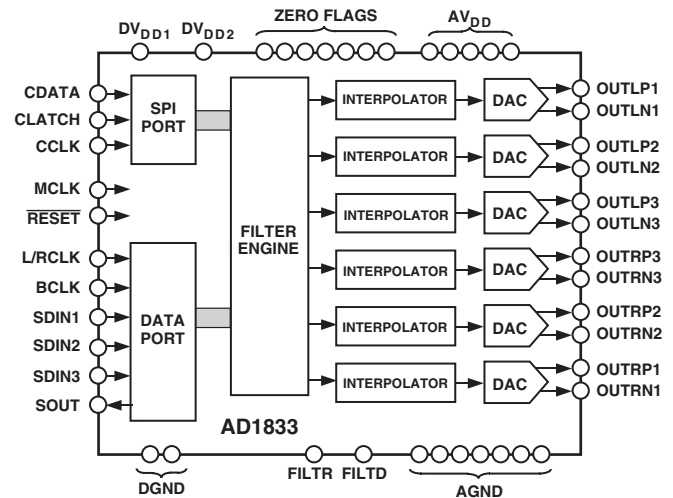 DVDD1 DVDD2 ZERO FLAGS AVDD
CDATA
CLATCH
CCLK
SPI
PORT
MCLK
RESET
L/RCLK
BCLK
SDIN1
SDIN2
SDIN3
SOUT
DATA
PORT
FILTER
ENGINE
INTERPOLATOR DAC OUTLP1
OUTLN1
INTERPOLATOR DAC OUTLP2
OUTLN2
INTERPOLATOR DAC OUTLP3
OUTLN3
INTERPOLATOR DAC OUTRP3
OUTRN3
INTERPOLATOR DAC OUTRP2
OUTRN2
INTERPOLATOR DAC OUTRP1
OUTRN1
AD1833
DGND FILTR FILTD AGND